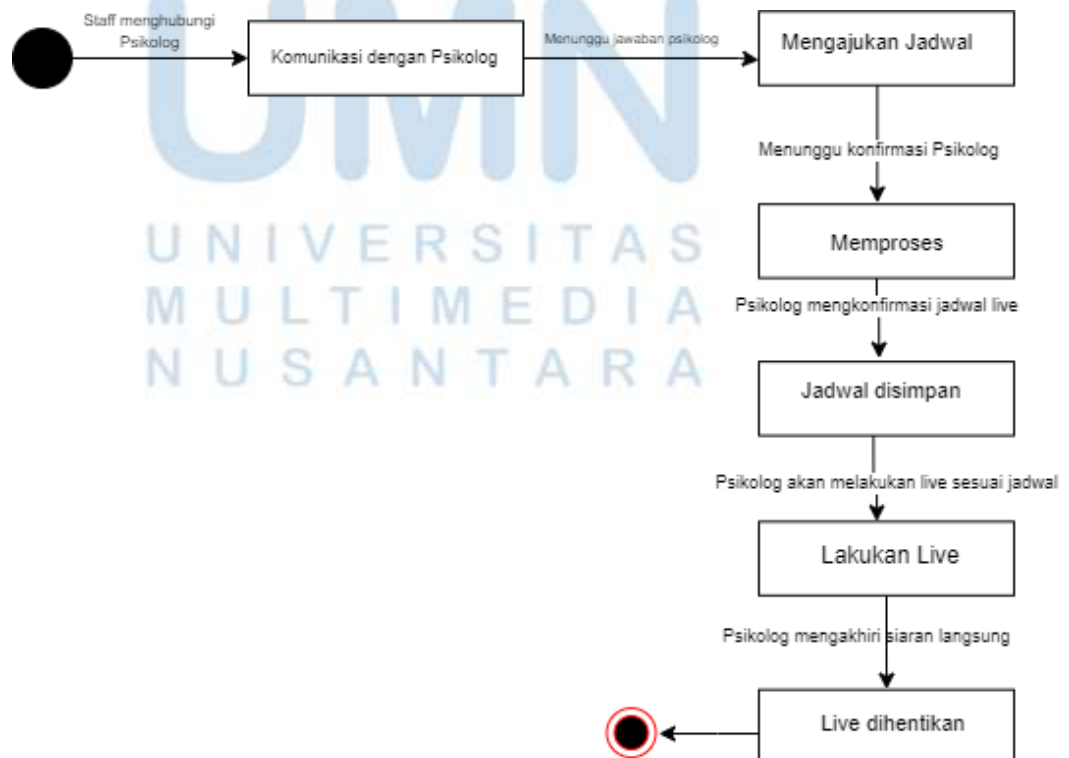 Staff menghubungi
Psikolog
Komunikasi dengan Psikolog
Menunggu jawaban psikolog
Mengajukan Jadwal
Menunggu konfirmasi Psikolog
Memproses
Psikolog mengkonfirmasi jadwal live
Jadwal disimpan
Psikolog akan melakukan live sesuai jadwal
Lakukan Live
Psikolog mengakhiri siaran langsung
Live dihentikan
UMN
UNIVERSITAS
MULTIMEDIA
NUSANTARA